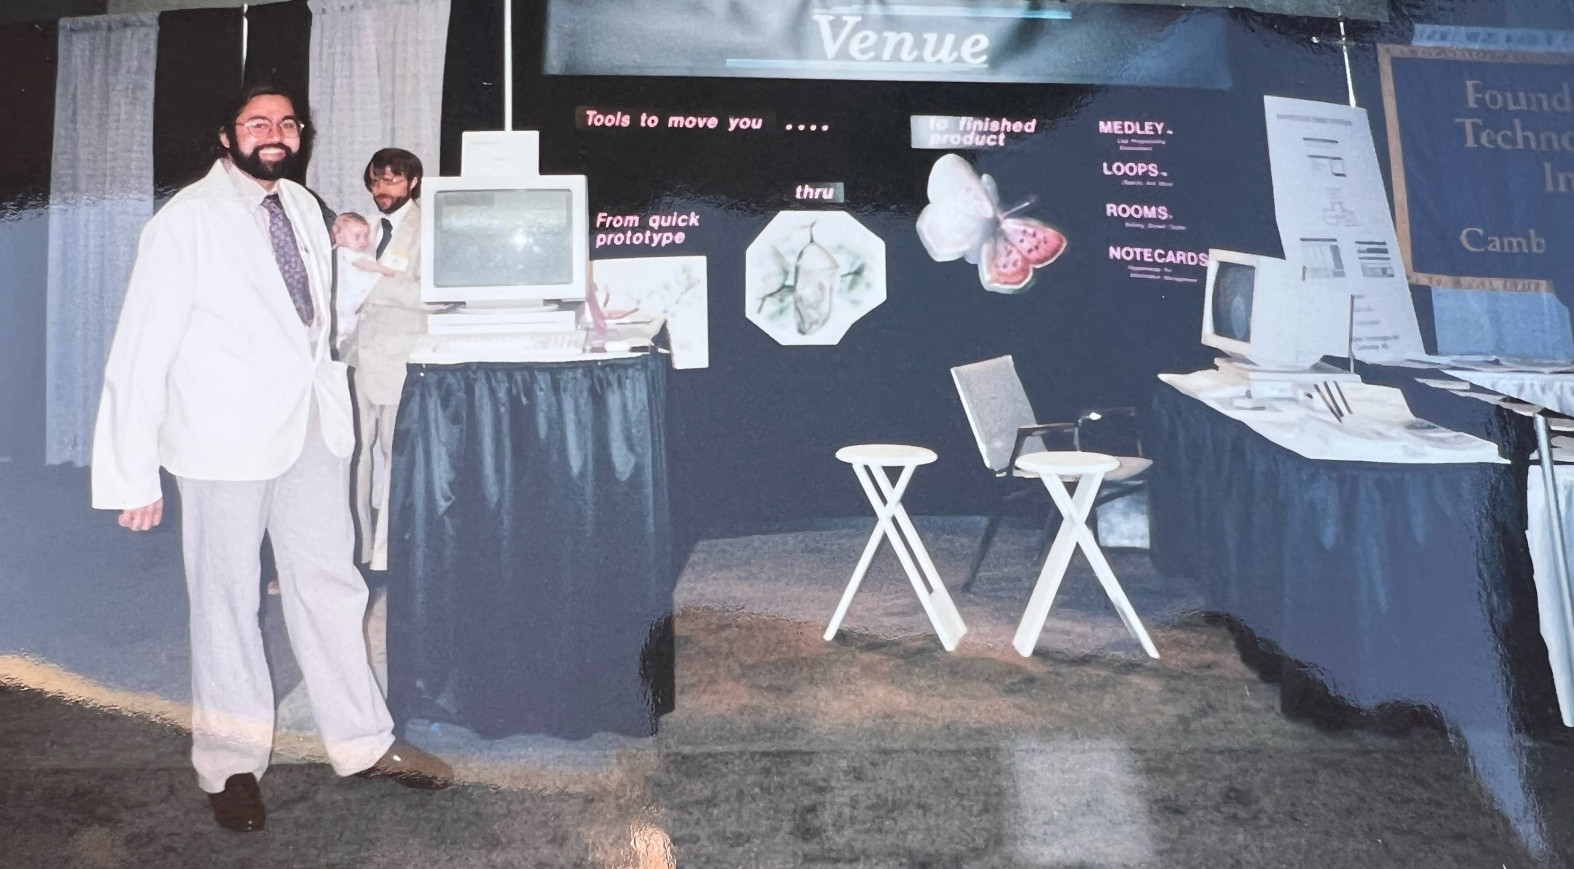 Venue
Tools to move you ....
to finished
product
thru
From quick
prototype
MEDLEY
LOOPS
ROOMS
NOTECARDS
Found
Techno
In
Camb